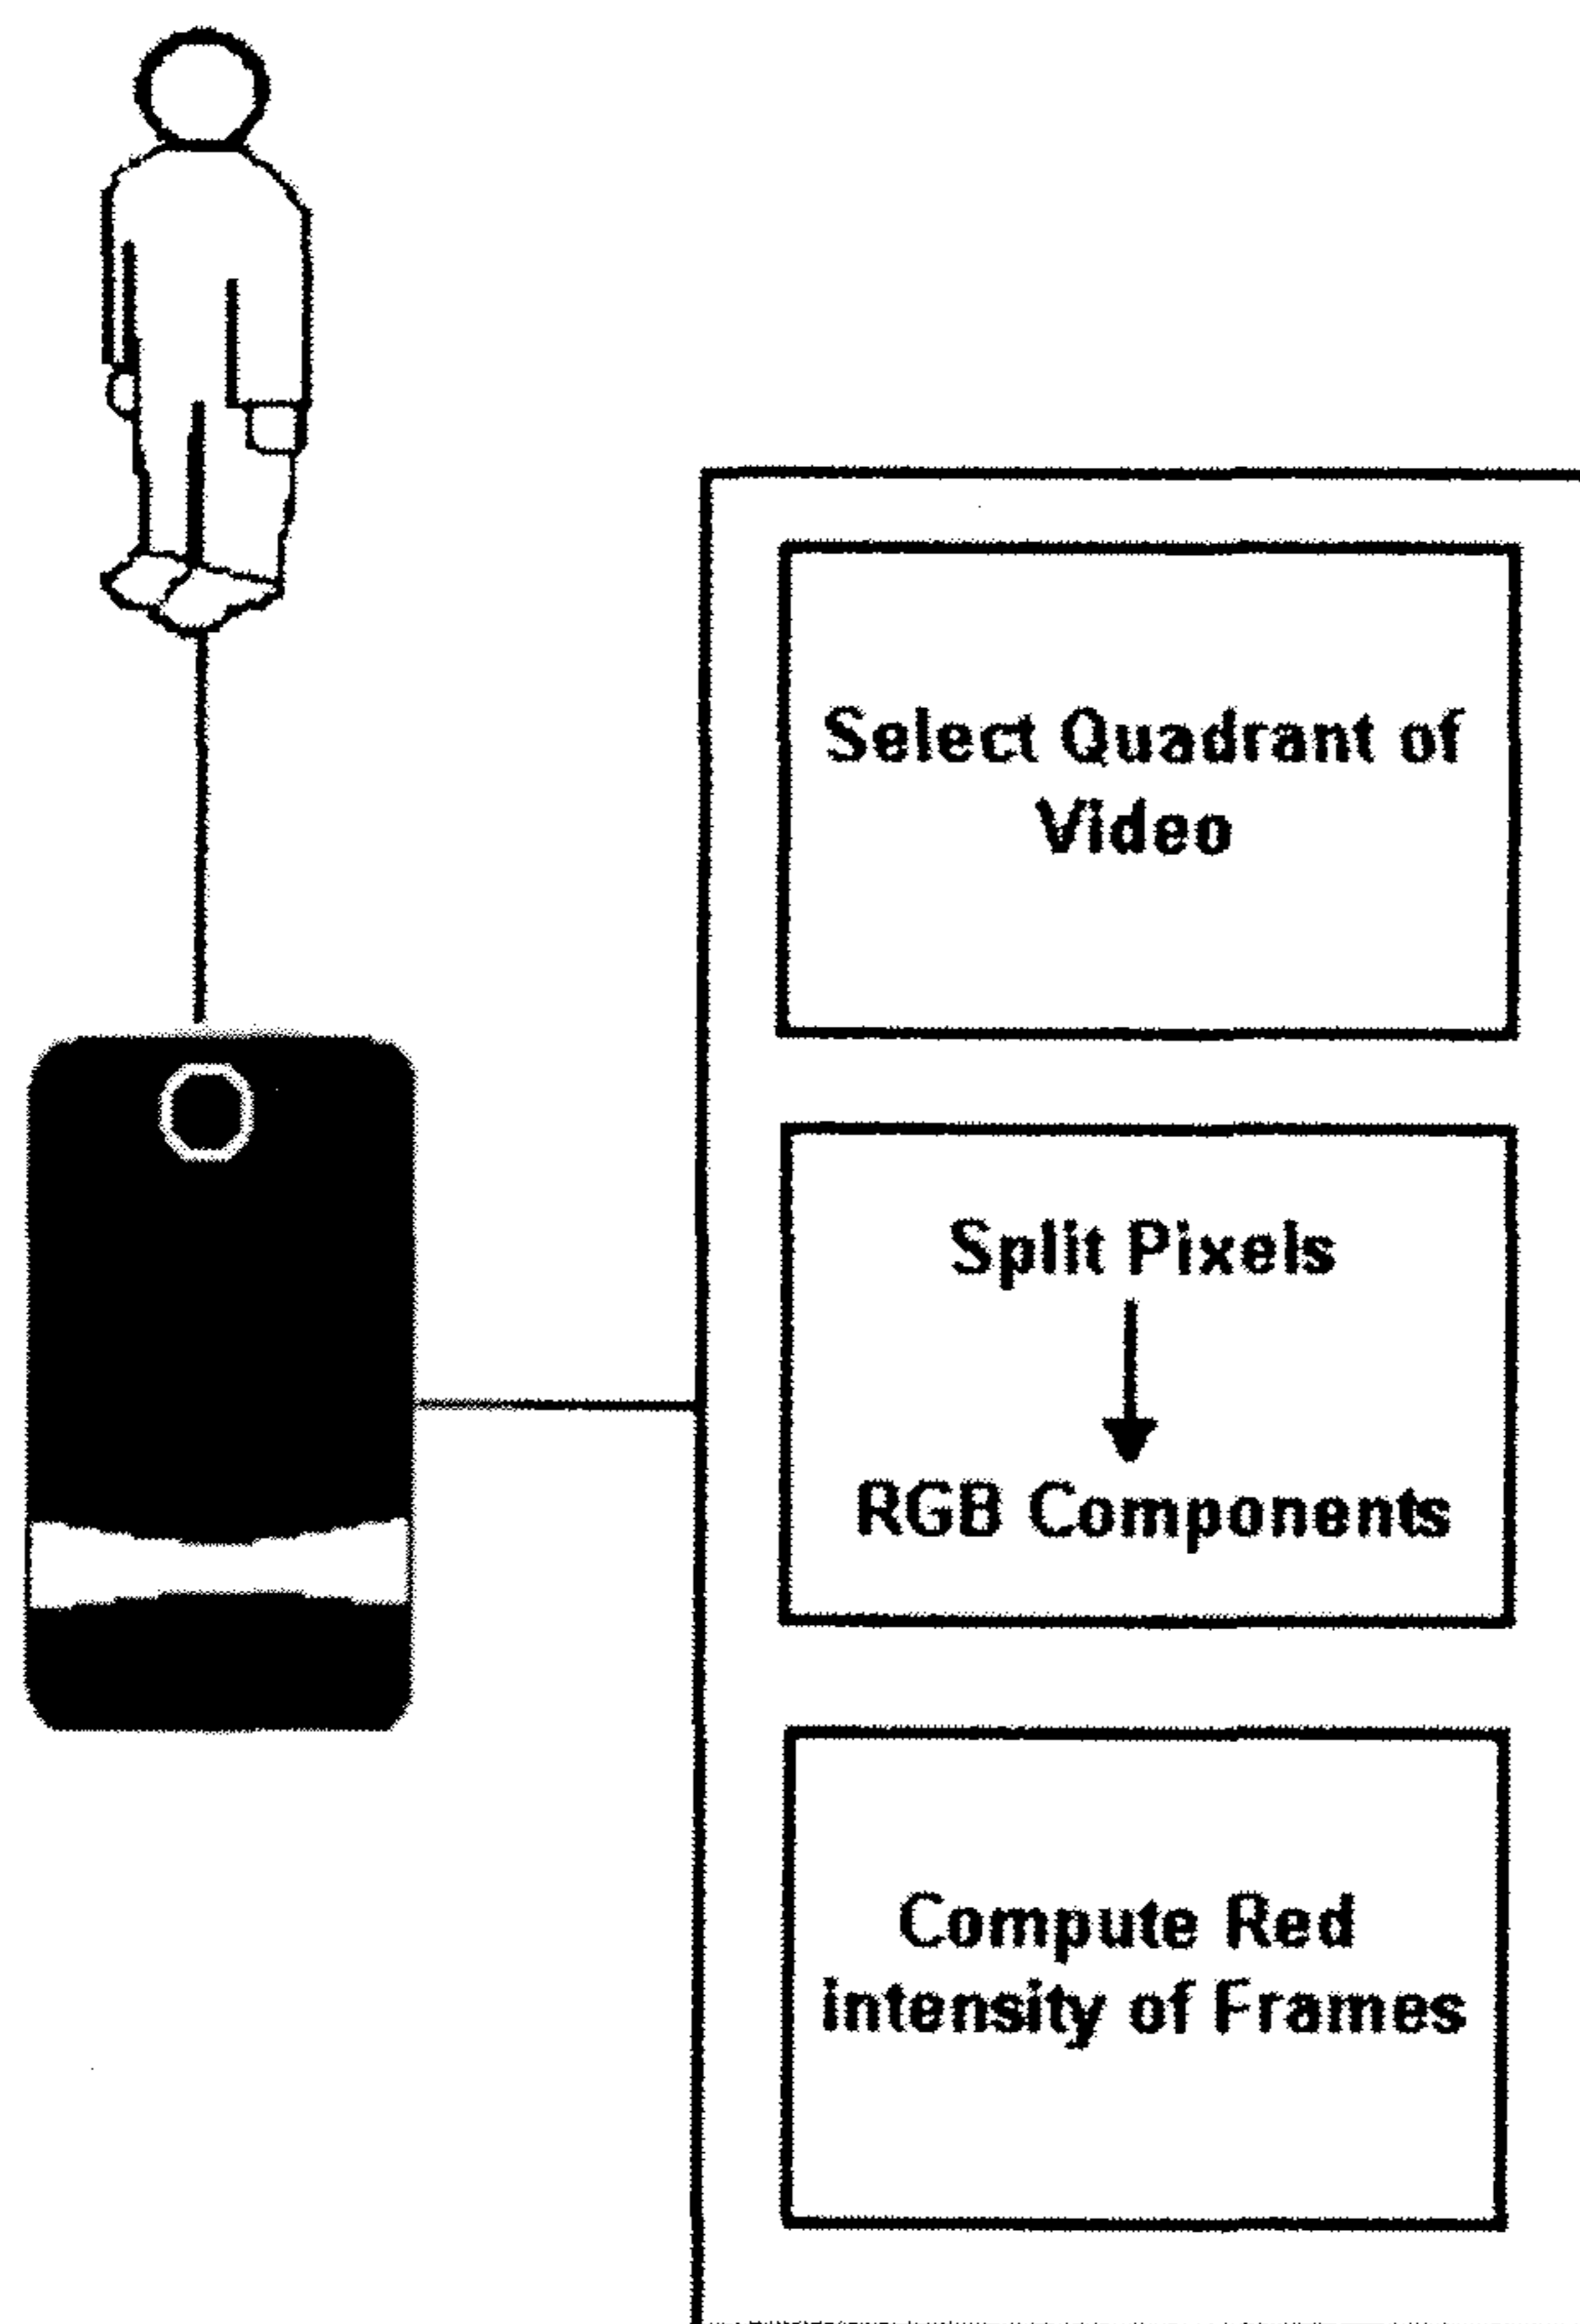 Select Quadrant of
Video
Split Pixels
RGB Components
Compute Red
intensity of Frames